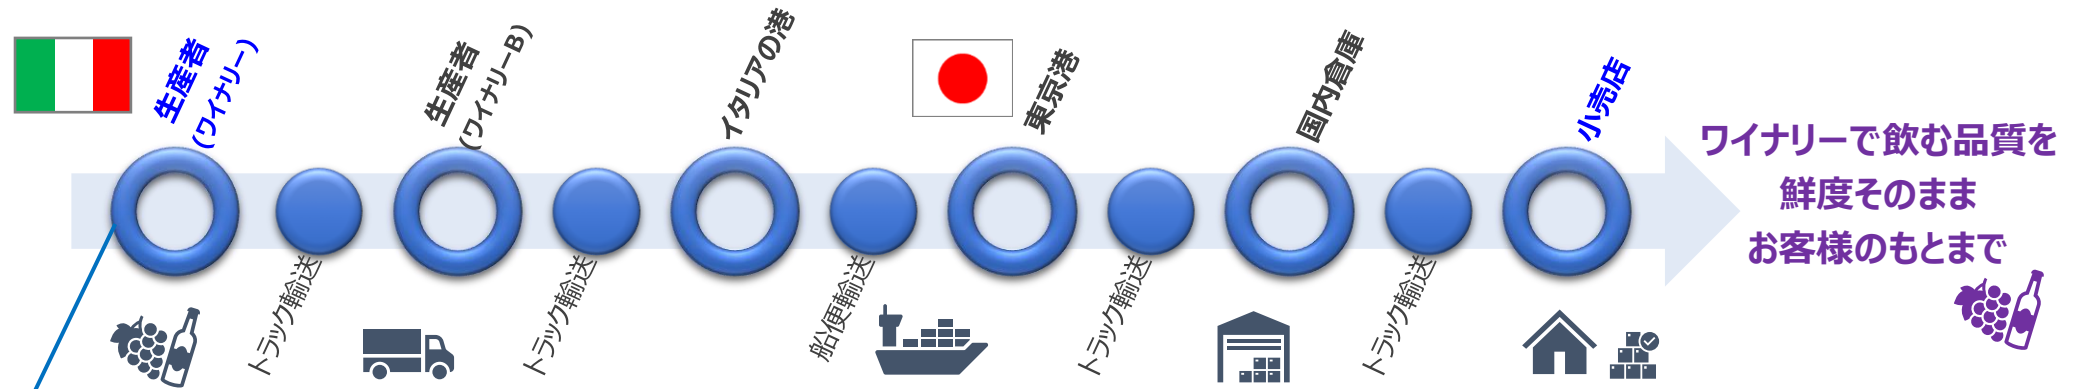 生産者
(ワイナリー)
トラック輸送
生産者
(ワイナリーB)
トラック輸送
イタリアの港
船便輸送
東京港
トラック輸送
国内倉庫
トラック輸送
小売店
ワイナリーで飲む品質を
鮮度そのまま
お客様のもとまで